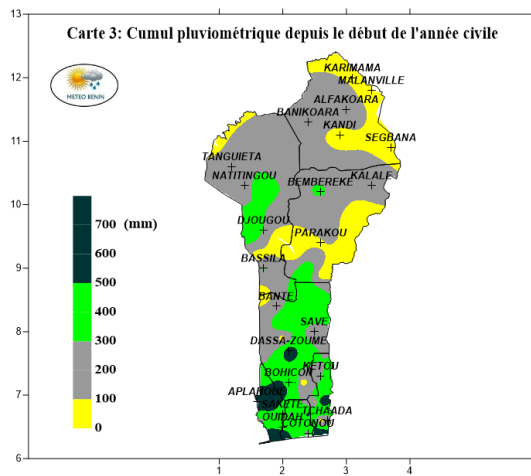 Carte 3: Cumul pluviométrique depuis le début de l'année civile
METEO BENIN
13
12
11
10
9
8
7
6
1
2
3
4
700 (mm)
600
500
300
200
100
0
KARIMAMA
MALANVILLE
ALFAKOARA
BANIKOARA
KANDI
SEGBANA
TANGUIETA
NATITINGOU
BEMBEREKE
KALALE
DJOUGOU
PARAKOU
BASSILA
BANTE
SAVE
DASSA-ZOUME
KETOU
BOHICON
APLAHOUE
SAKETE
TCHAADA
OUIDAH
COTONOU